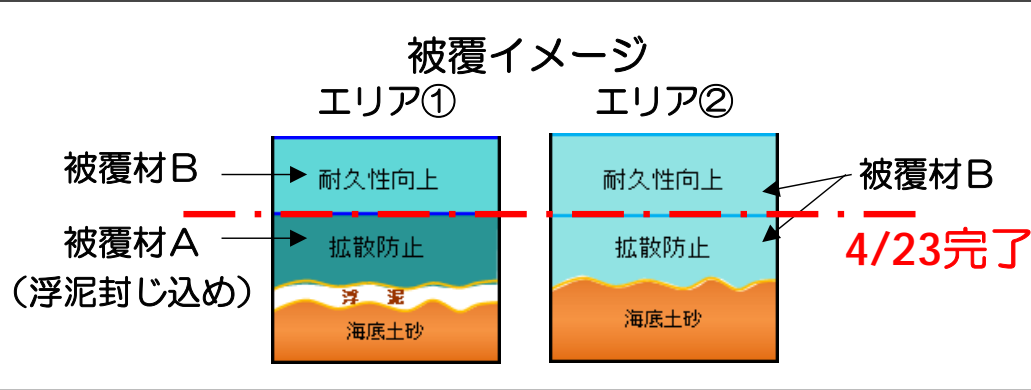 被覆イメージ
エリア① エリア②
被覆材B 耐久性向上 耐久性向上 被覆材B
被覆材A 拡散防止 拡散防止 4/23完了
(浮泥封じ込め) 浮泥
海底土砂 海底土砂